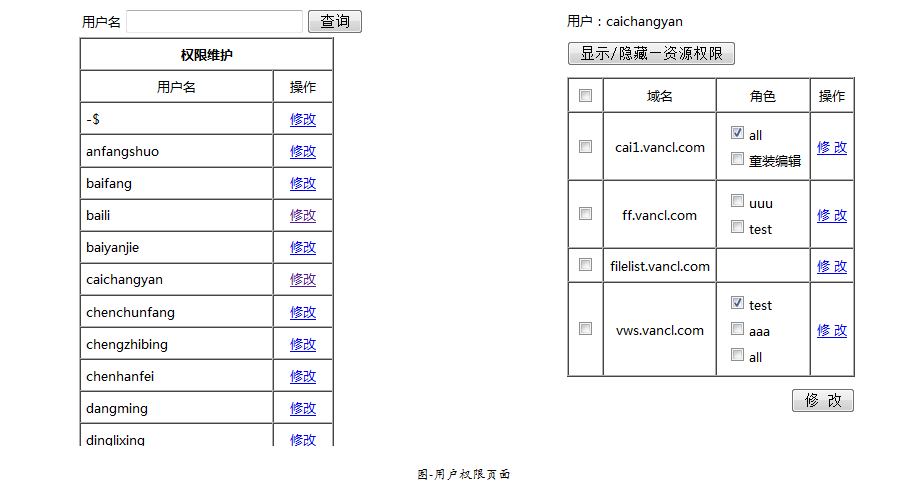 用户名 查询
权限维护
用户名 操作
-$ 修改
anfangshuo 修改
baifang 修改
baili 修改
baiyanjie 修改
caichangyan 修改
chenchunfang 修改
chengzhibing 修改
chenhanfei 修改
dangming 修改
dinglixing 修改
用户：caichangyan
显示/隐藏—资源权限
域名 角色 操作
cai1.vancl.com all 童装编辑 修 改
ff.vancl.com uuu test 修 改
filelist.vancl.com 修 改
vws.vancl.com test aaa all 修 改
修 改
图-用户权限页面